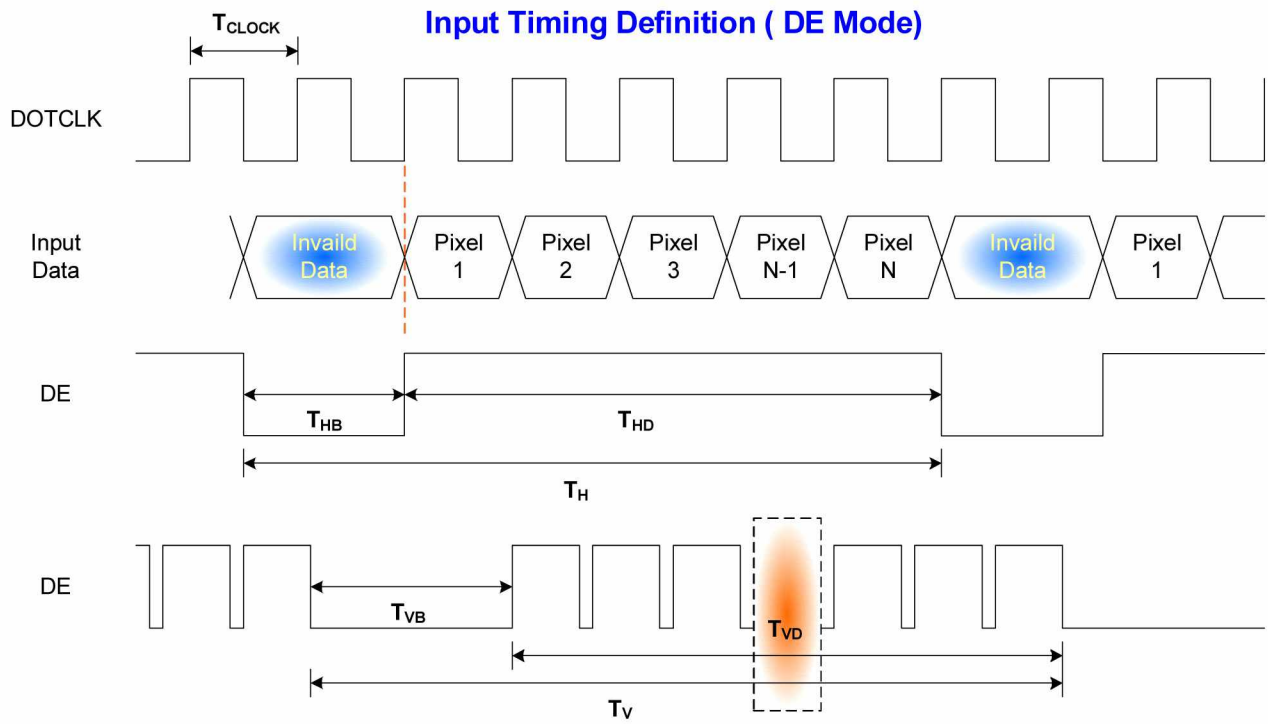 Input Timing Definition ( DE Mode)
TCLOCK
DOTCLK
Input
Data
Invaild
Data
Pixel
1
Pixel
2
Pixel
3
Pixel
N-1
Pixel
N
Invaild
Data
Pixel
1
DE
THB
THD
TH
DE
TVB
TVD
TV